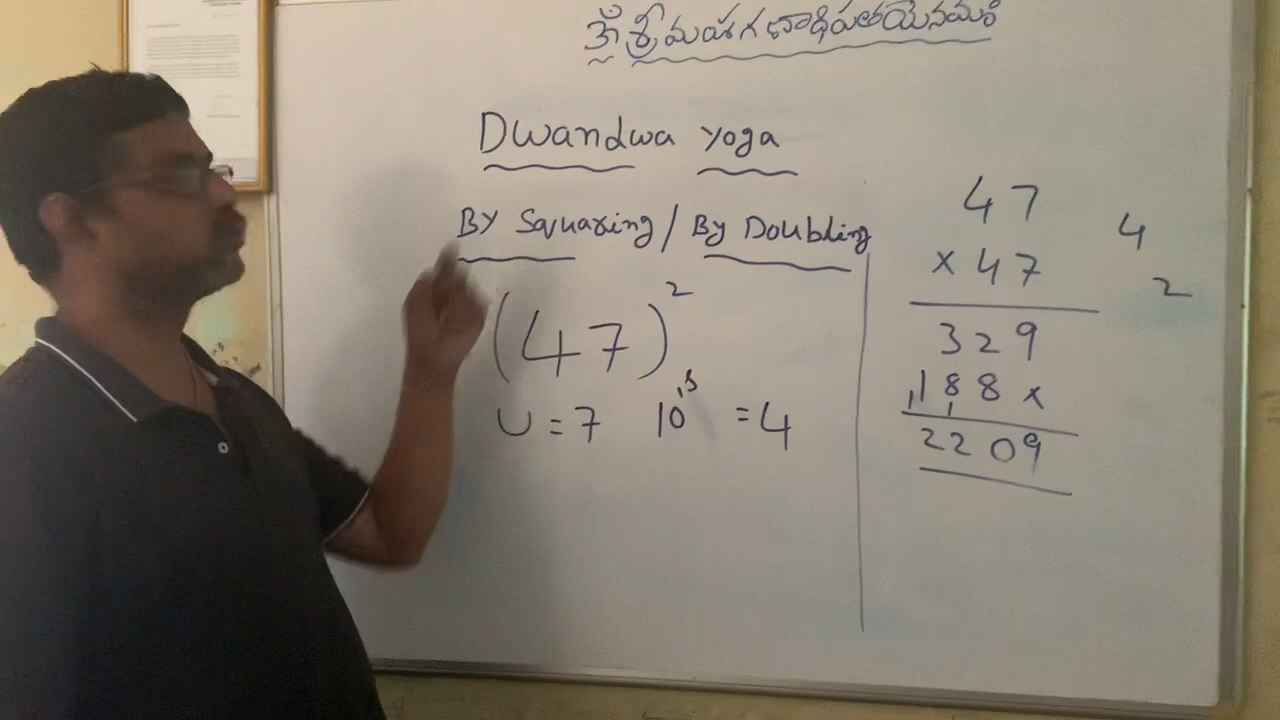 ఓం శ్రీ మహాగణాధిపతయేనమః
Dwandwa yoga
By Squaring / By Doubling
(47)²
U = 7 10's = 4
47
× 47
329
188 ×
2209
4
2